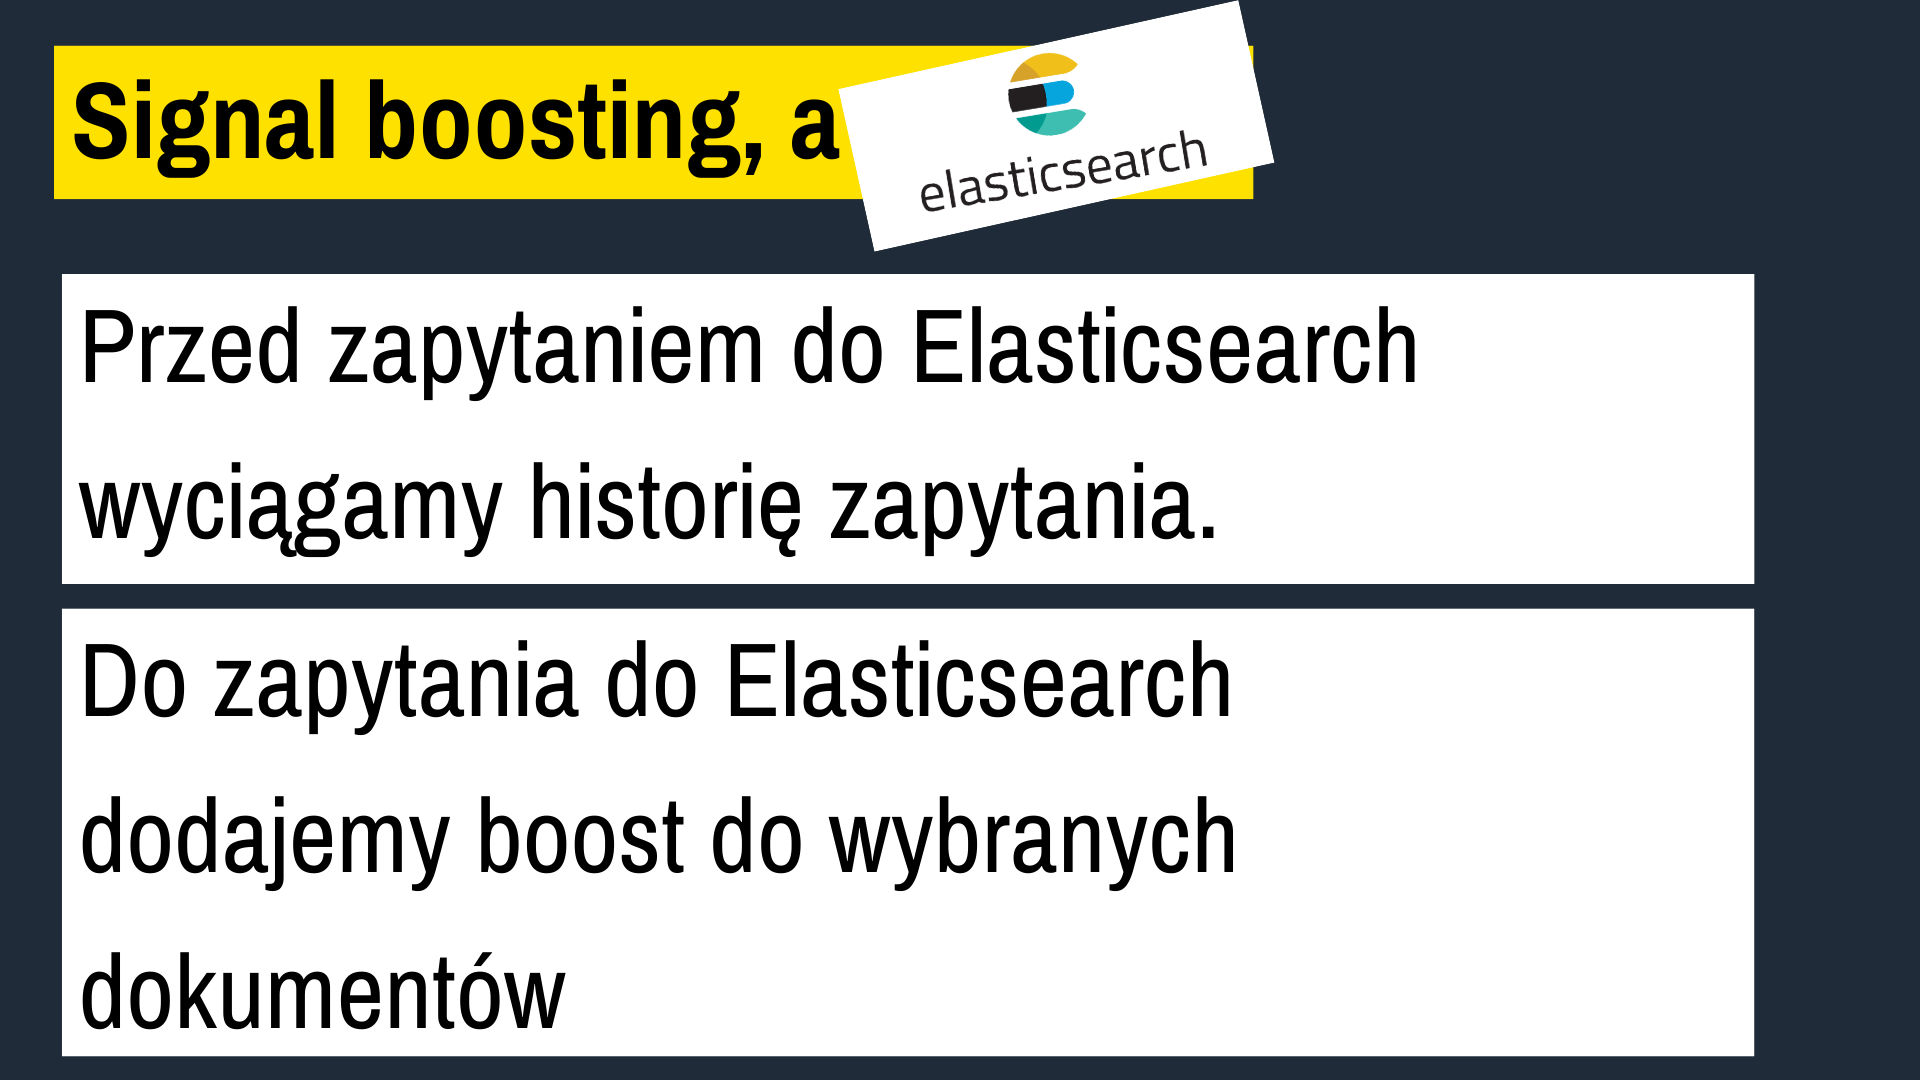 Signal boosting, a elasticsearch
Przed zapytaniem do Elasticsearch
wyciągamy historię zapytania.
Do zapytania do Elasticsearch
dodajemy boost do wybranych
dokumentów